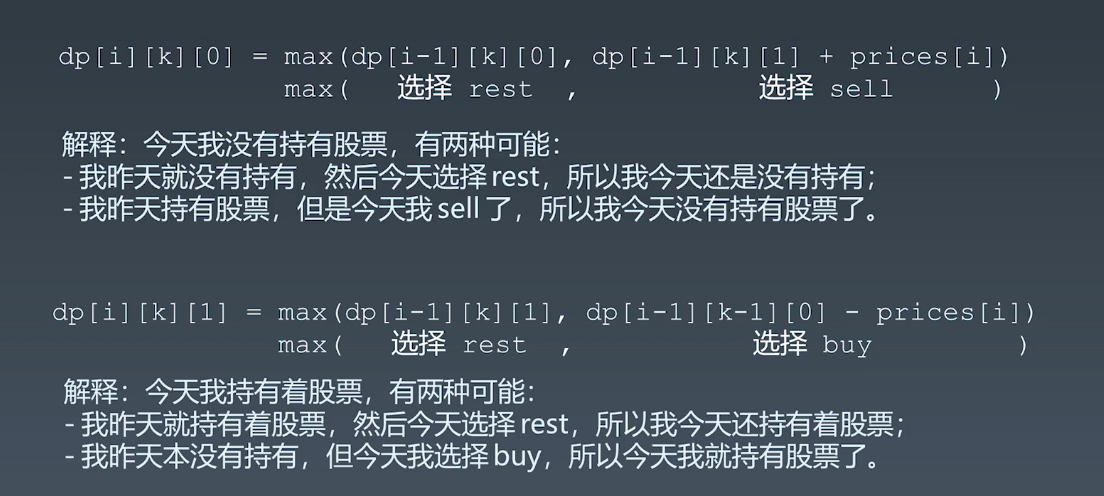 dp[i][k][0] = max(dp[i-1][k][0], dp[i-1][k][1] + prices[i])
max( 选择 rest , 选择 sell )
解释：今天我没有持有股票，有两种可能：
- 我昨天就没有持有，然后今天选择 rest，所以我今天还是没有持有；
- 我昨天持有股票，但是今天我 sell 了，所以我今天没有持有股票了。
dp[i][k][1] = max(dp[i-1][k][1], dp[i-1][k-1][0] - prices[i])
max( 选择 rest , 选择 buy )
解释：今天我持有着股票，有两种可能：
- 我昨天就持有着股票，然后今天选择 rest，所以我今天还持有着股票；
- 我昨天本没有持有，但今天我选择 buy，所以今天我就持有股票了。